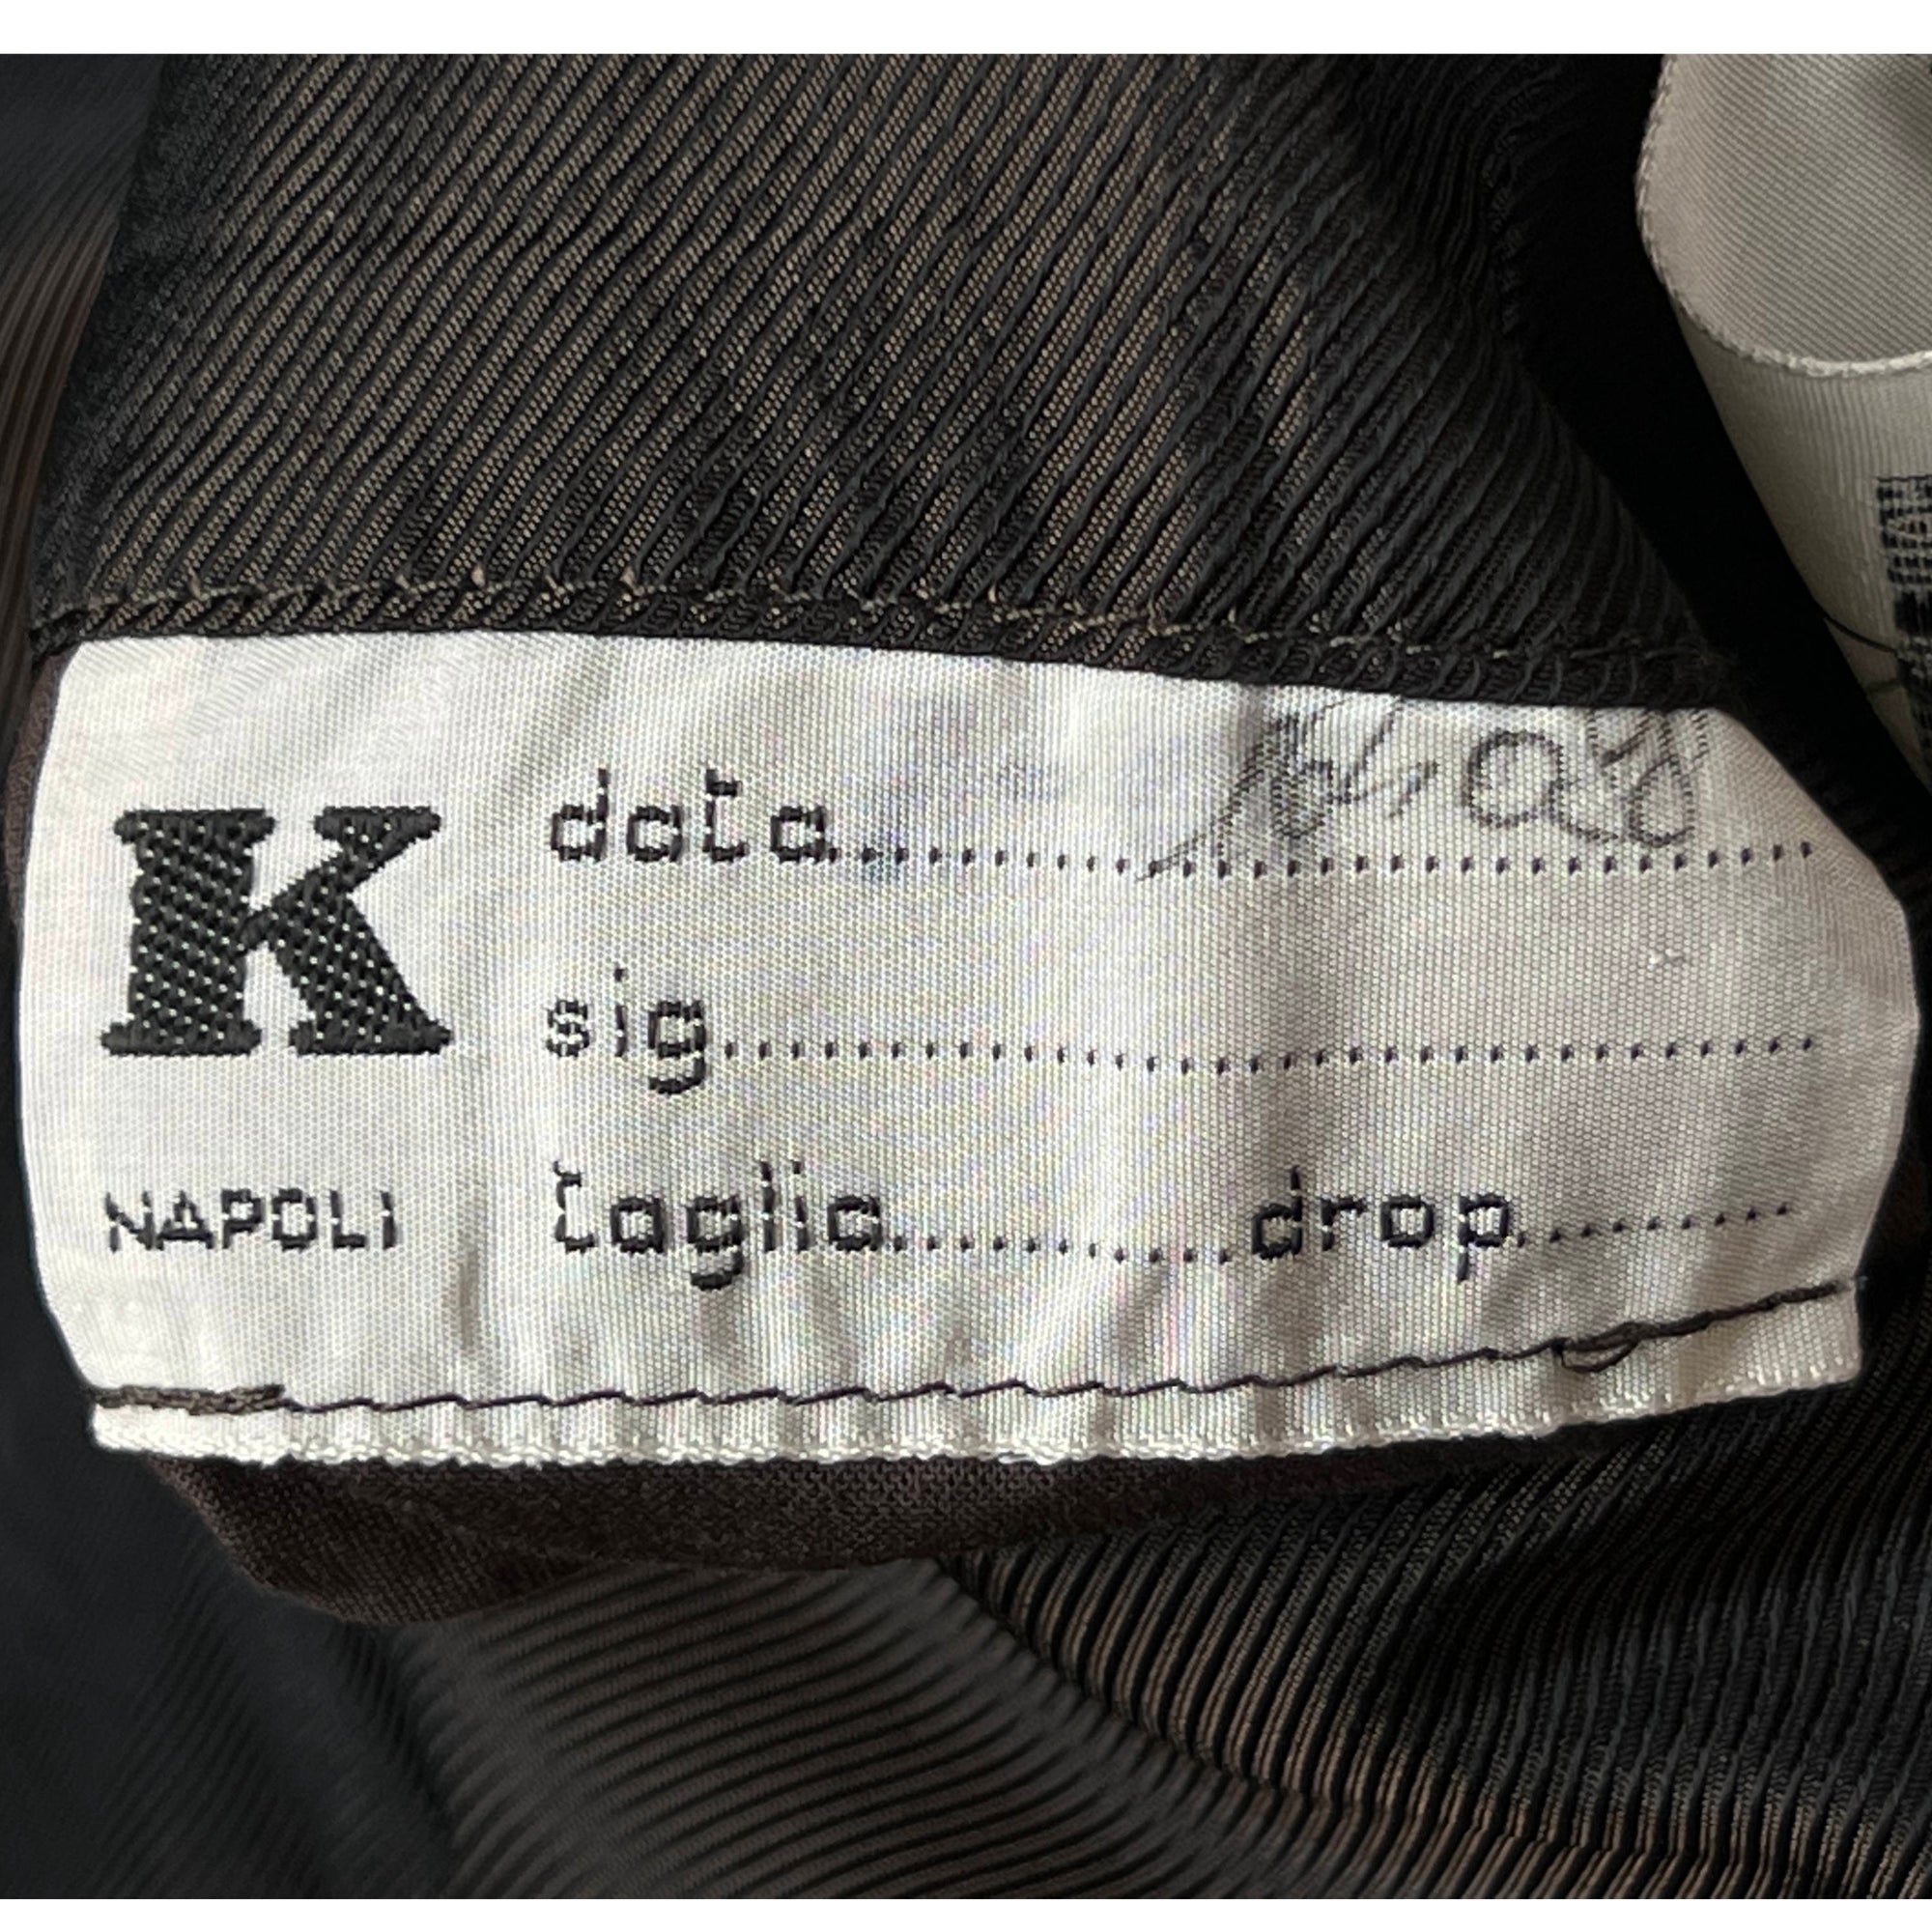 K
NAPOLI
data
sig
taglia drop